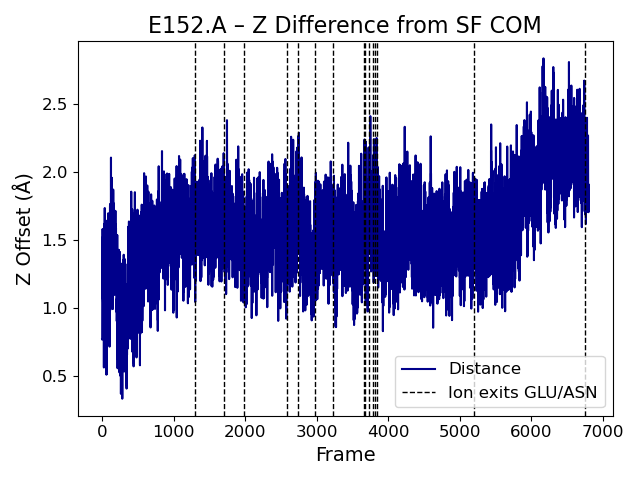 E152.A – Z Difference from SF COM
Z Offset (Å)
2.5
2.0
1.5
1.0
0.5
Distance
Ion exits GLU/ASN
0 1000 2000 3000 4000 5000 6000 7000
Frame